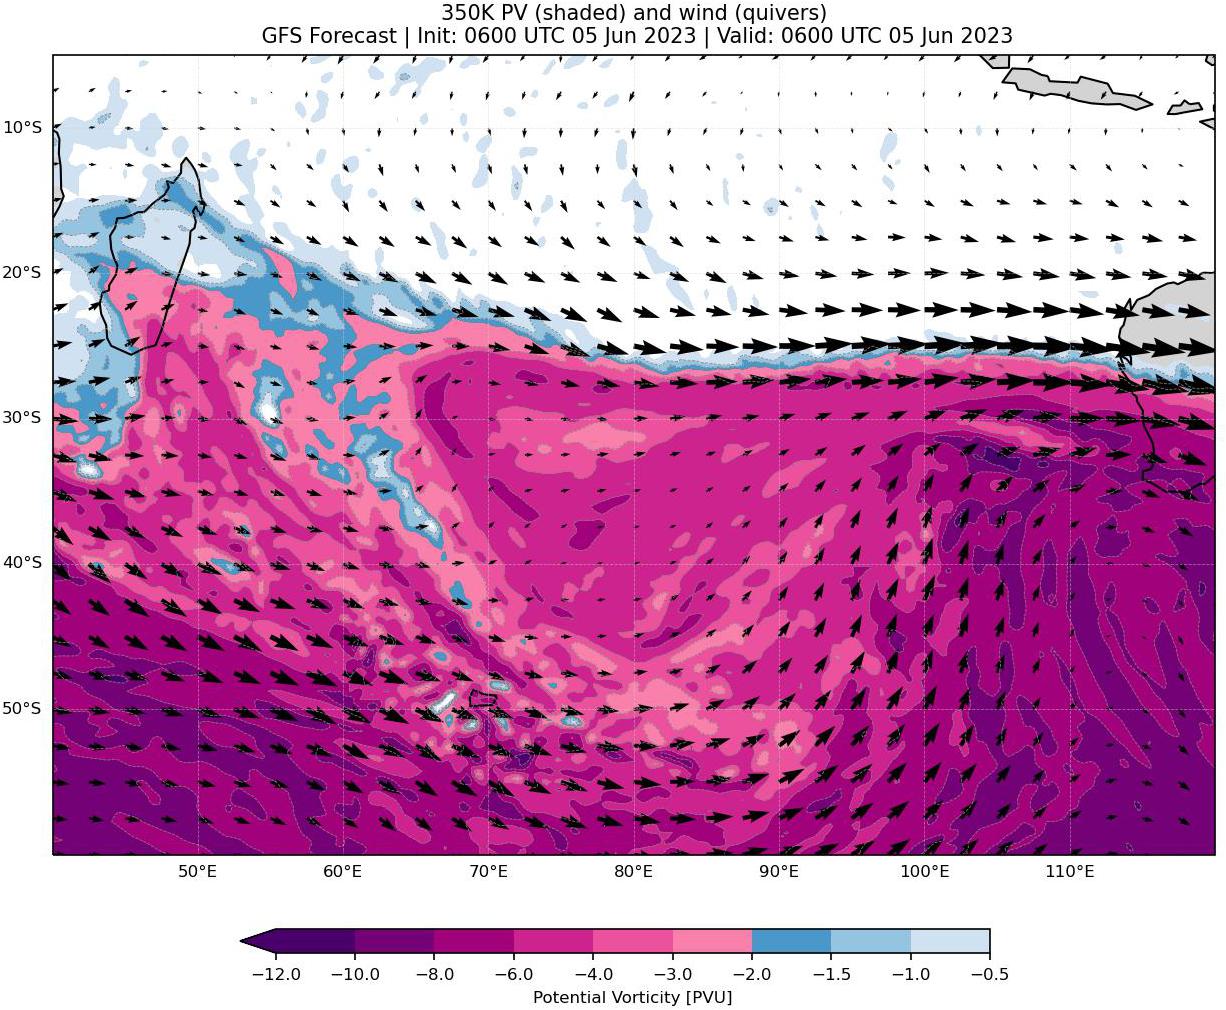 350K PV (shaded) and wind (quivers)
GFS Forecast | Init: 0600 UTC 05 Jun 2023 | Valid: 0600 UTC 05 Jun 2023
10°S
20°S
30°S
40°S
50°S
50°E 60°E 70°E 80°E 90°E 100°E 110°E
−12.0 −10.0 −8.0 −6.0 −4.0 −3.0 −2.0 −1.5 −1.0 −0.5
Potential Vorticity [PVU]